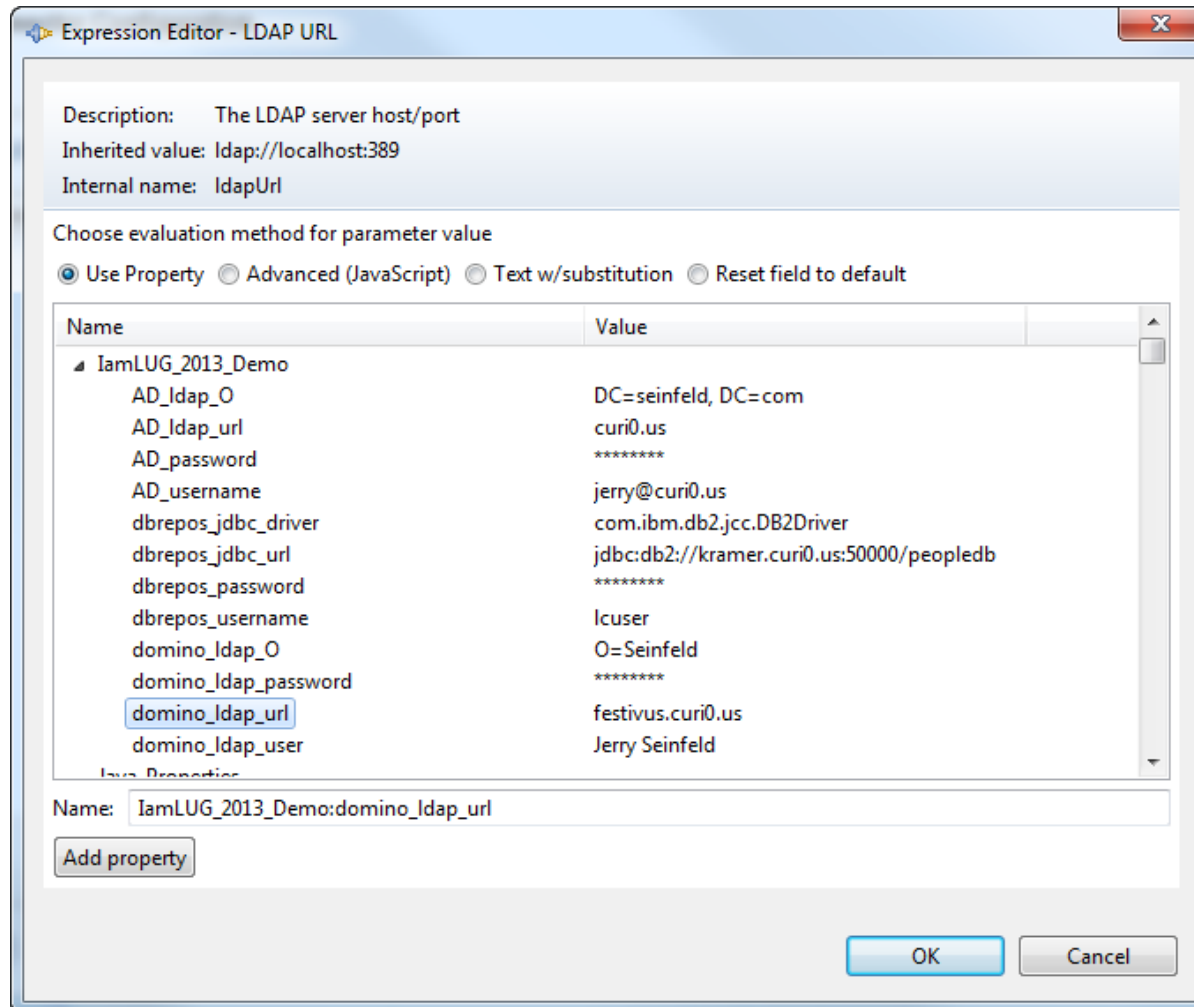 Expression Editor - LDAP URL
Description: The LDAP server host/port
Inherited value: ldap://localhost:389
Internal name: ldapUrl
Choose evaluation method for parameter value
Use Property Advanced (JavaScript) Text w/substitution Reset field to default
Name Value
IamLUG_2013_Demo
AD_ldap_O DC=seinfeld, DC=com
AD_ldap_url curi0.us
AD_password ********
AD_username jerry@curi0.us
dbrepos_jdbc_driver com.ibm.db2.jcc.DB2Driver
dbrepos_jdbc_url jdbc:db2://kramer.curi0.us:50000/peopledb
dbrepos_password ********
dbrepos_username lcuser
domino_ldap_O O=Seinfeld
domino_ldap_password ********
domino_ldap_url festivus.curi0.us
domino_ldap_user Jerry Seinfeld
Java Properties
Name: IamLUG_2013_Demo:domino_ldap_url
Add property
OK Cancel